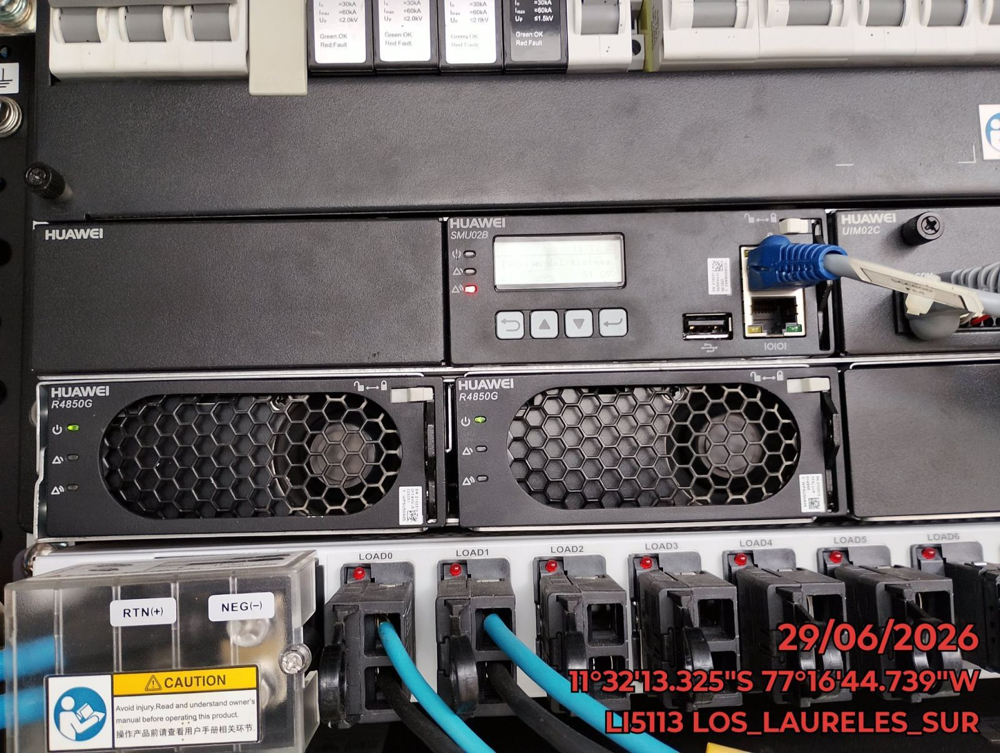 In =30kA
Imax =60kA
Up ≤2.0kV
Green:OK
Red:Fault
In =30kA
Imax =60kA
Up ≤2.0kV
Green:OK
Red:Fault
In =30kA
Imax =60kA
Up ≤2.0kV
Green:OK
Red:Fault
In =30kA
Imax =60kA
Up ≤1.5kV
Green:OK
Red:Fault
HUAWEI
HUAWEI
SMU02B
Tensión del sistema
HUAWEI
UIM02C
IOIOI
HUAWEI
R4850G
HUAWEI
R4850G
LOAD0
LOAD1
LOAD2
LOAD3
LOAD4
LOAD5
LOAD6
RTN(+)
NEG(−)
CAUTION
Avoid injury.Read and understand owner's
manual before operating this product.
操作产品前请查看用户手册相关环节.
29/06/2026
11°32'13.325"S 77°16'44.739"W
LI5113 LOS_LAURELES_SUR